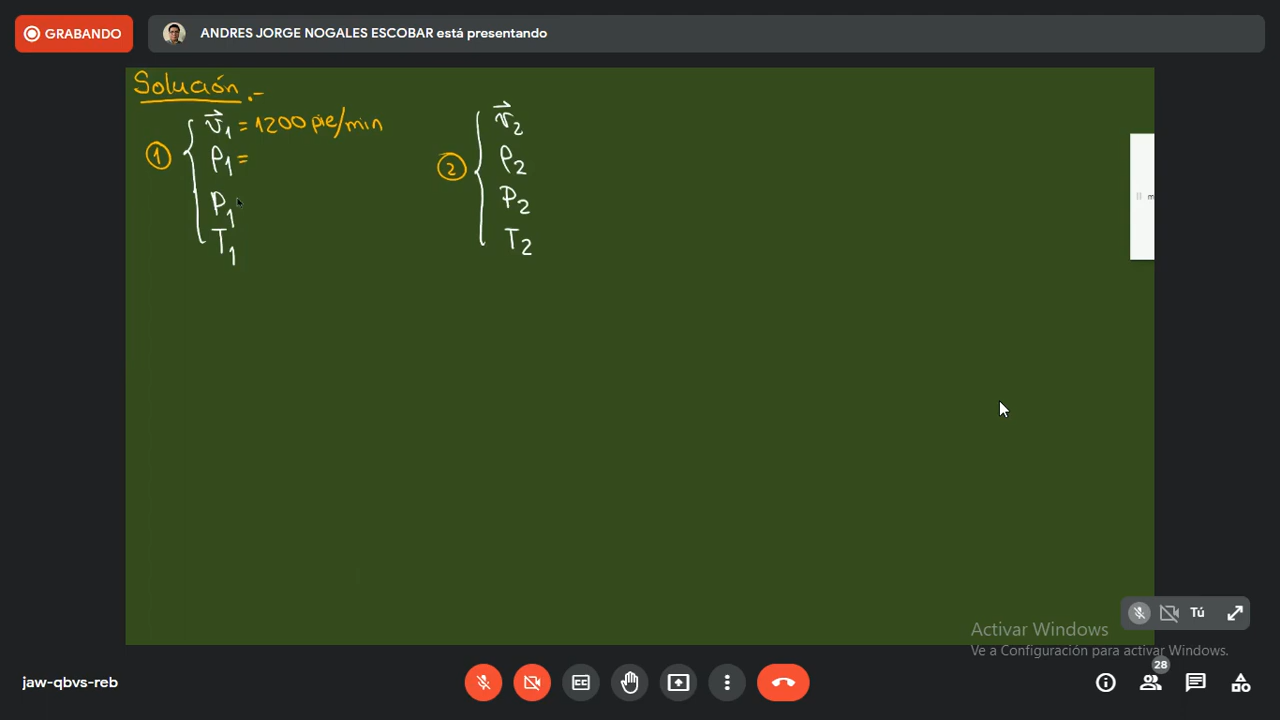 GRABANDO
ANDRES JORGE NOGALES ESCOBAR está presentando
Solución.-
① v⃗₁ = 1200 pie/min
ρ₁ =
P₁
T₁
② v⃗₂
ρ₂
P₂
T₂
m
Tú
Activar Windows
Ve a Configuración para activar Windows.
jaw-qbvs-reb
CC
28